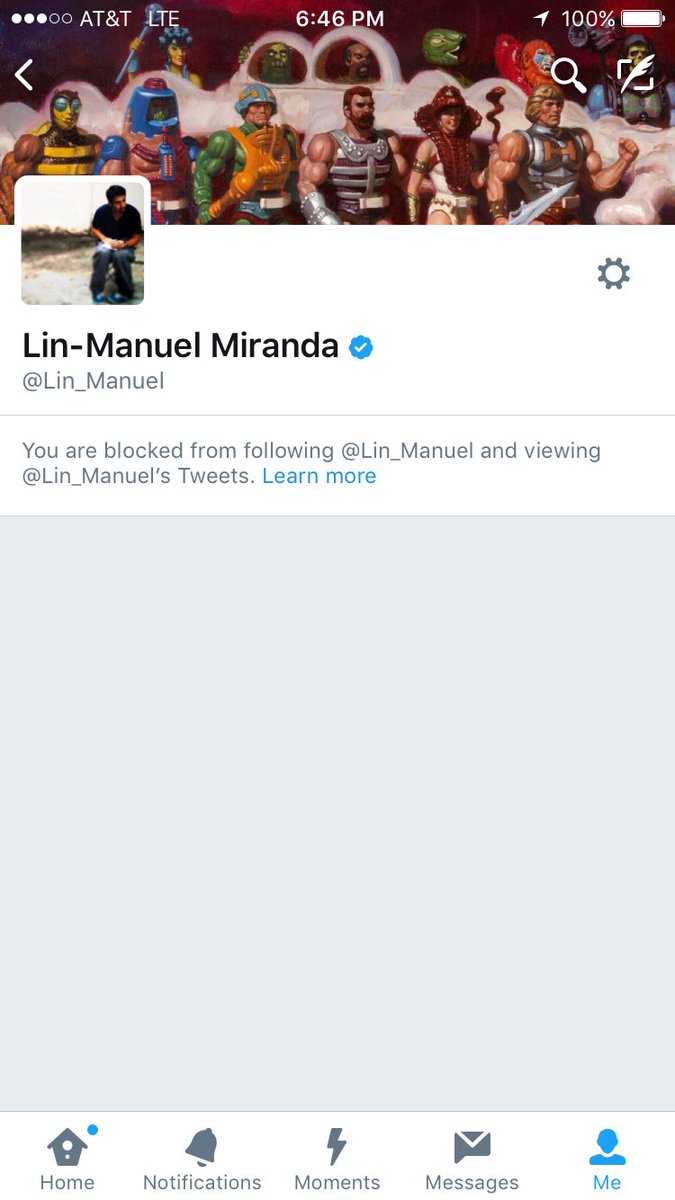 AT&T LTE 6:46 PM 100%
Lin-Manuel Miranda
@Lin_Manuel
You are blocked from following @Lin_Manuel and viewing
@Lin_Manuel’s Tweets. Learn more
Home Notifications Moments Messages Me